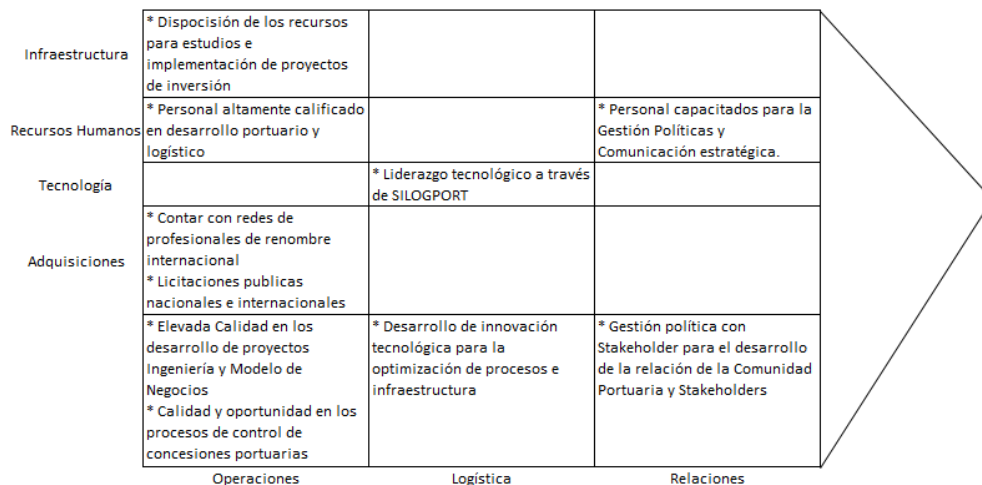 Infraestructura
* Disposición de los recursos
para estudios e
implementación de proyectos
de inversión
Recursos Humanos
* Personal altamente calificado
en desarrollo portuario y
logístico
* Personal capacitados para la
Gestión Políticas y
Comunicación estratégica.
Tecnología
* Liderazgo tecnológico a través
de SILOGPORT
Adquisiciones
* Contar con redes de
profesionales de renombre
internacional
* Licitaciones publicas
nacionales e internacionales
* Elevada Calidad en los
desarrollo de proyectos
Ingeniería y Modelo de
Negocios
* Calidad y oportunidad en los
procesos de control de
concesiones portuarias
* Desarrollo de innovación
tecnológica para la
optimización de procesos e
infraestructura
* Gestión política con
Stakeholder para el desarrollo
de la relación de la Comunidad
Portuaria y Stakeholders
Operaciones
Logística
Relaciones